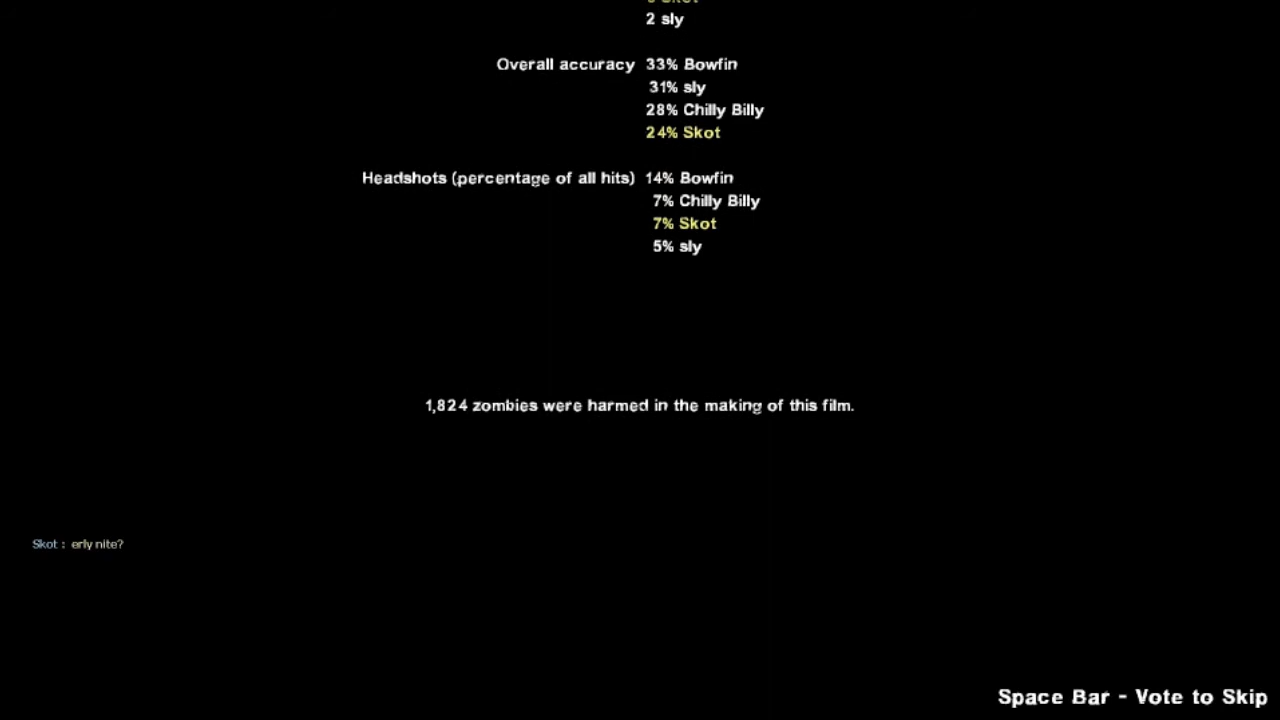 2 sly
Overall accuracy 33% Bowfin
31% sly
28% Chilly Billy
24% Skot
Headshots (percentage of all hits) 14% Bowfin
7% Chilly Billy
7% Skot
5% sly
1,824 zombies were harmed in the making of this film.
Skot : erly nite?
Space Bar - Vote to Skip